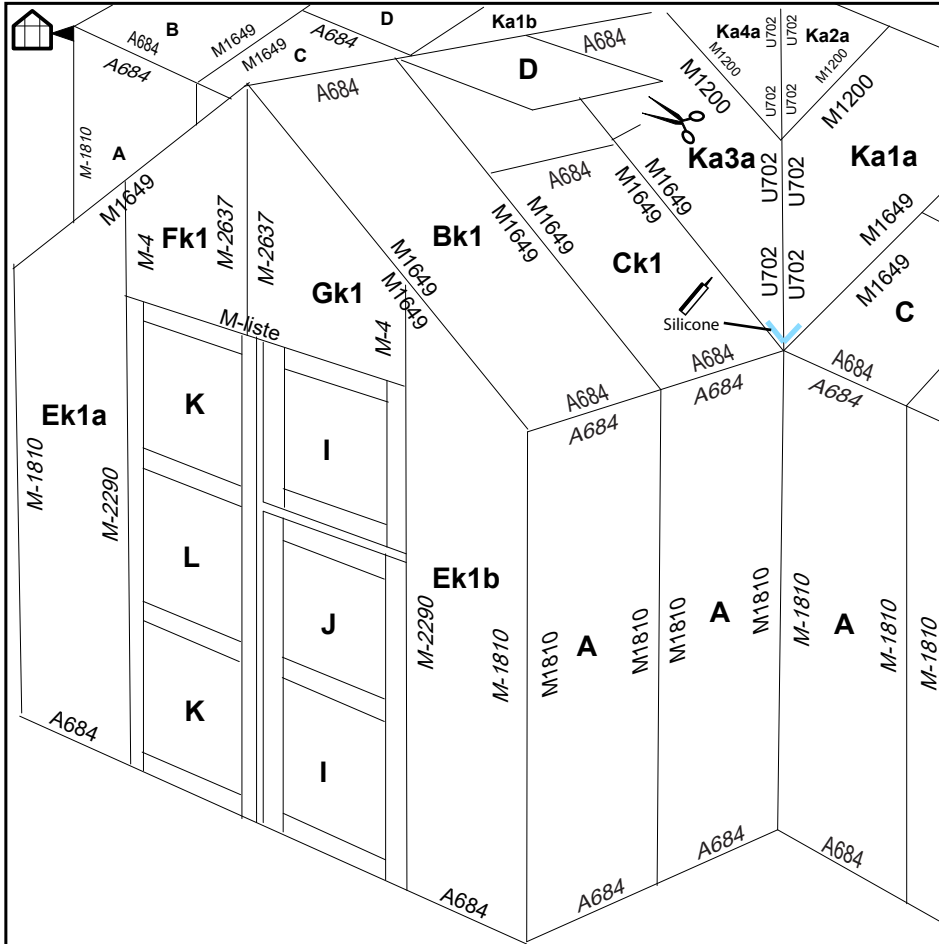 B
D
Ka1b
A684
M1649
A684
A684
M1649
C
A684
D
A684
M1200
Ka4a
U702
U702
Ka2a
M1200
M1200
U702
U702
M1200
M-1810
A
M1649
Ka3a
Ka1a
U702
U702
A684
M1649
M1649
M1649
M1649
M-4
Fk1
M-2637
M-2637
Bk1
M1649
M1649
M1649
M1649
Ck1
U702
U702
Gk1
M-liste
M-4
Silicone
C
A684
A684
A684
A684
A684
A684
Ek1a
K
I
M-1810
M-2290
L
J
Ek1b
M-2290
M-1810
M1810
A
M1810
M1810
A
M1810
M-1810
A
M-1810
M-1810
K
I
A684
A684
A684
A684
A684